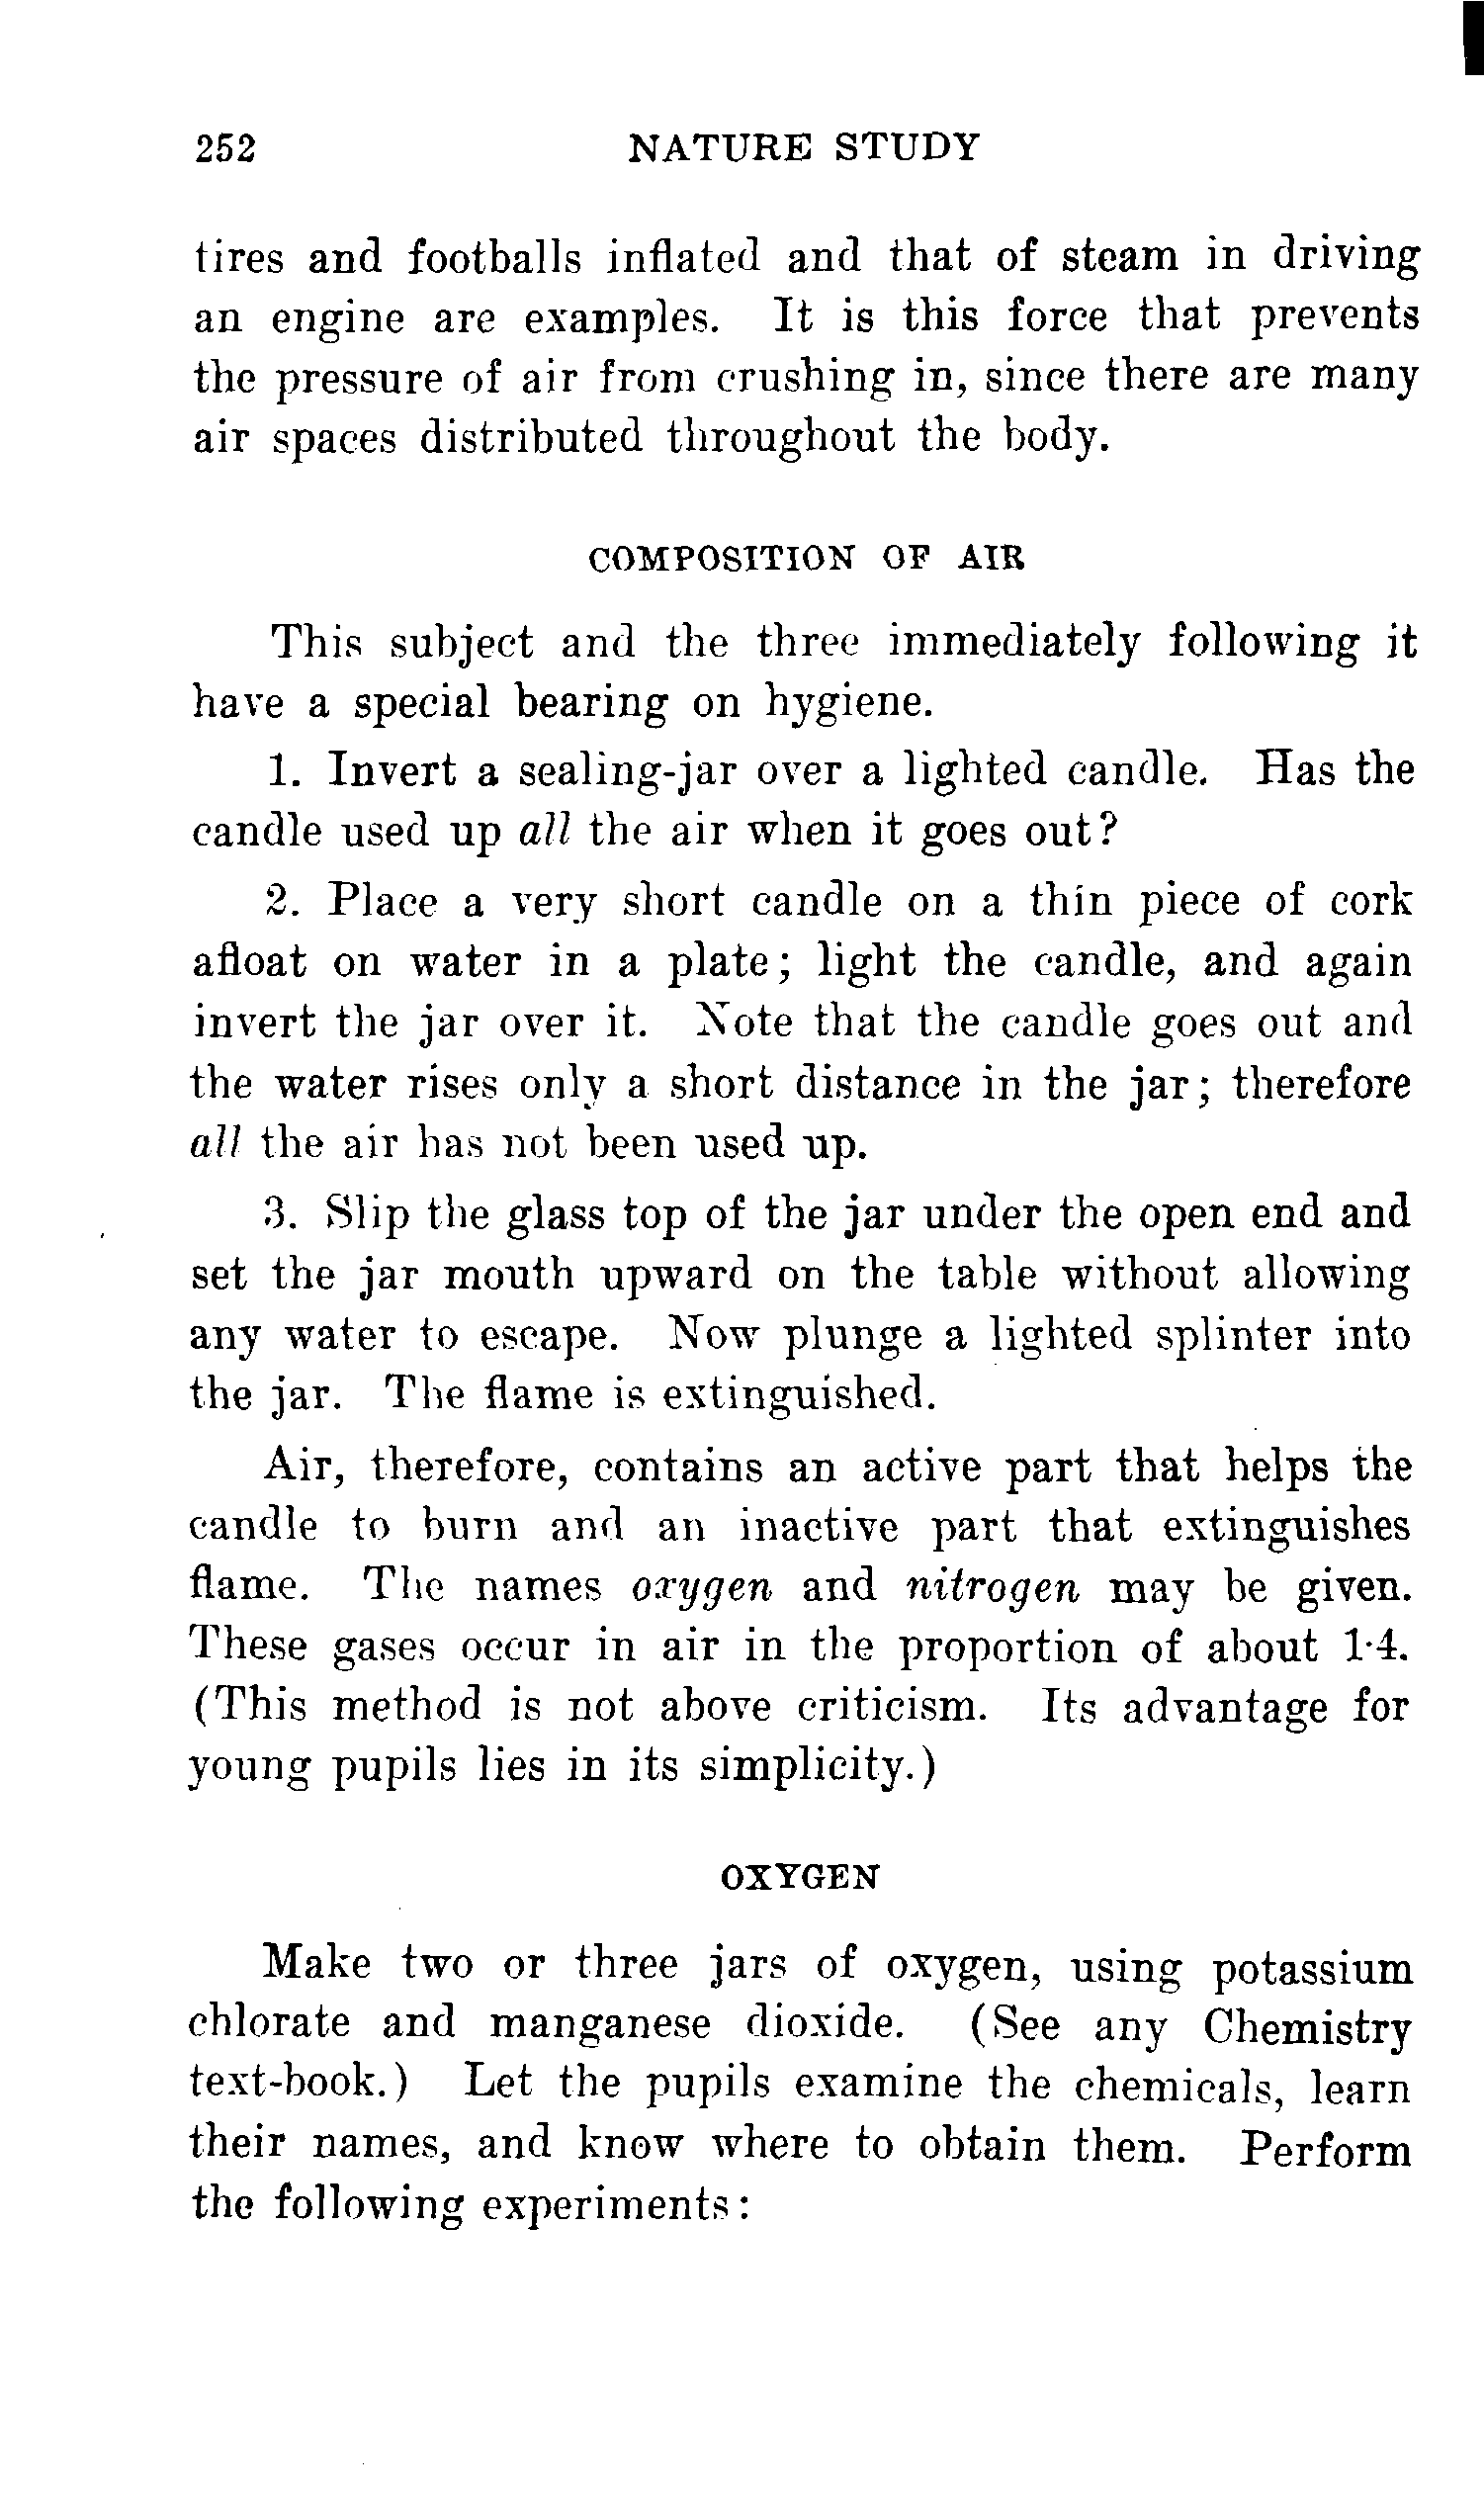 252 NATURE STUDY
tires and footballs inflated and that of steam in driving
an engine are examples. It is this force that prevents
the pressure of air from crushing in, since there are many
air spaces distributed throughout the body.
COMPOSITION OF AIR
This subject and the three immediately following it
have a special bearing on hygiene.
1. Invert a sealing-jar over a lighted candle. Has the
candle used up all the air when it goes out?
2. Place a very short candle on a thin piece of cork
afloat on water in a plate; light the candle, and again
invert the jar over it. Note that the candle goes out and
the water rises only a short distance in the jar; therefore
all the air has not been used up.
3. Slip the glass top of the jar under the open end and
set the jar mouth upward on the table without allowing
any water to escape. Now plunge a lighted splinter into
the jar. The flame is extinguished.
Air, therefore, contains an active part that helps the
candle to burn and an inactive part that extinguishes
flame. The names oxygen and nitrogen may be given.
These gases occur in air in the proportion of about 1·4.
(This method is not above criticism. Its advantage for
young pupils lies in its simplicity.)
OXYGEN
Make two or three jars of oxygen, using potassium
chlorate and manganese dioxide. (See any Chemistry
text-book.) Let the pupils examine the chemicals, learn
their names, and know where to obtain them. Perform
the following experiments: